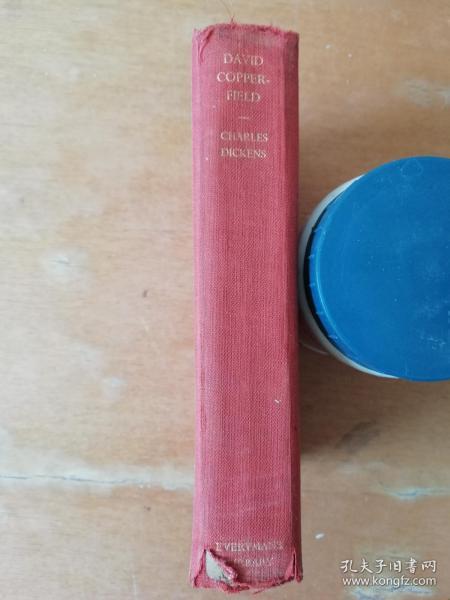 DAVID
COPPER-
FIELD
—
CHARLES
DICKENS
EVERYMAN'S
孔夫子旧书网
www.kongfz.com